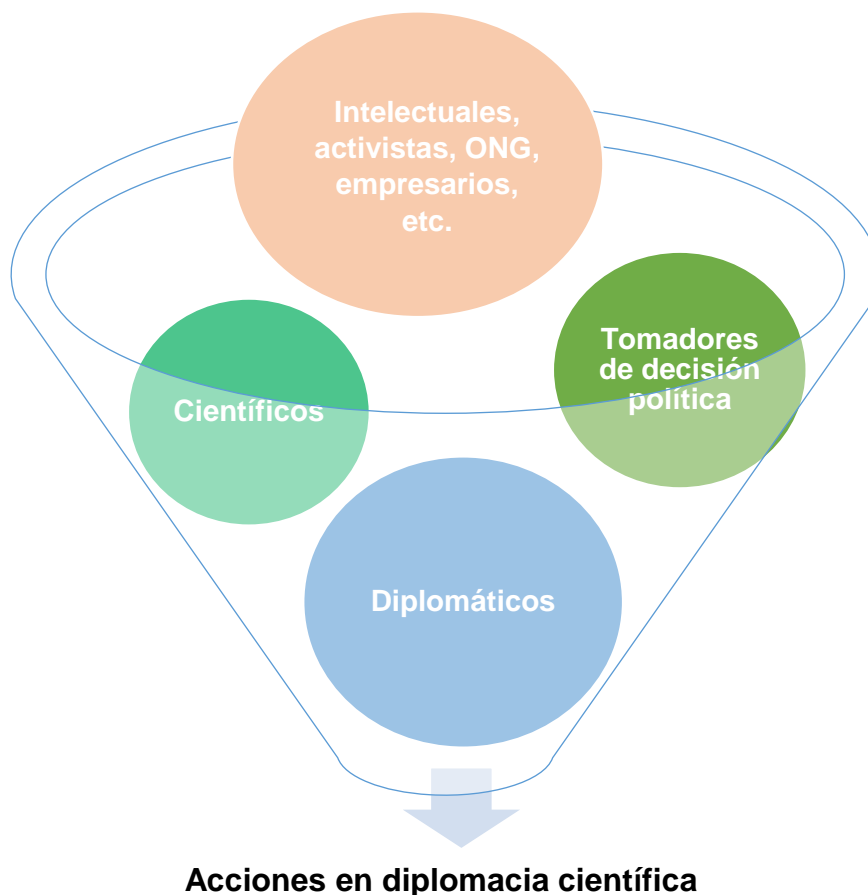 Intelectuales,
activistas, ONG,
empresarios,
etc.
Tomadores
de decisión
política
Científicos
Diplomáticos
Acciones en diplomacia científica